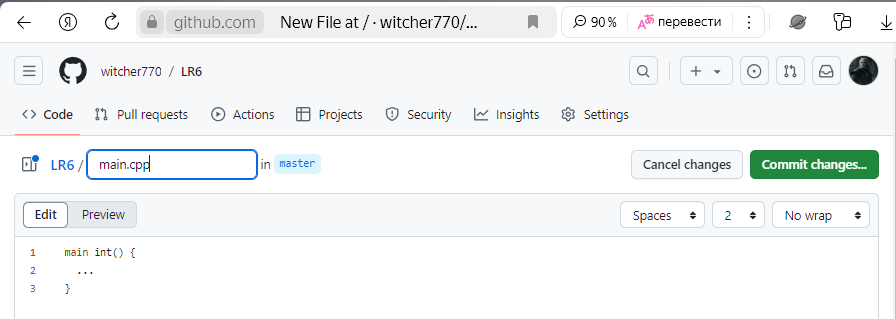 Я github.com New File at / · witcher770/... 90% перевести
witcher770 / LR6
Code Pull requests Actions Projects Security Insights Settings
LR6 / main.cpp in master Cancel changes Commit changes...
Edit Preview Spaces 2 No wrap
1 main int() {
2 ...
3 }